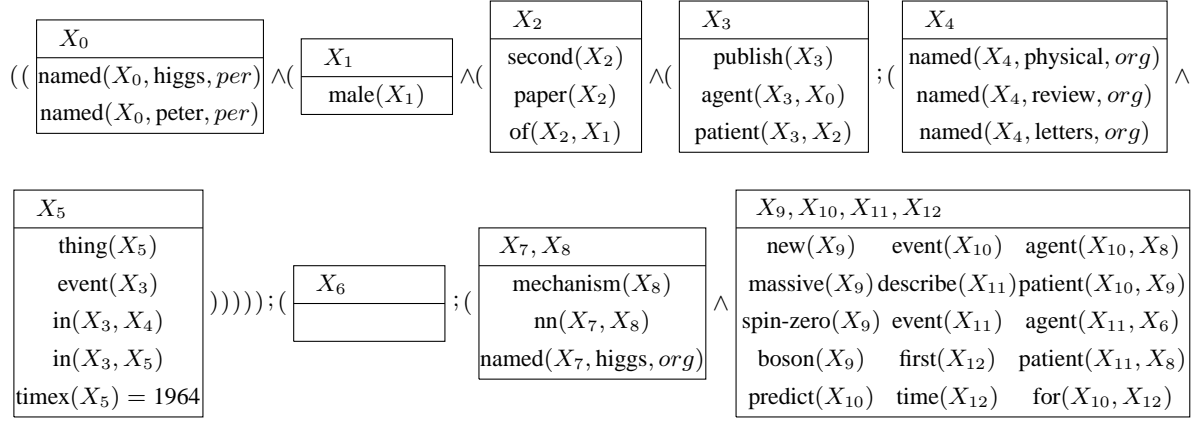 X₀ X₁ X₂ X₃ X₄
(( named(X₀, higgs, per) named(X₀, peter, per) ∧( male(X₁) ∧( second(X₂) paper(X₂) of(X₂, X₁) ∧( publish(X₃) agent(X₃, X₀) patient(X₃, X₂) ;( named(X₄, physical, org) named(X₄, review, org) named(X₄, letters, org) ∧
X₅ X₆ X₇, X₈ X₉, X₁₀, X₁₁, X₁₂
thing(X₅) event(X₃) in(X₃, X₄) in(X₃, X₅) timex(X₅) = 1964 )))));( ;( mechanism(X₈) nn(X₇, X₈) named(X₇, higgs, org) ∧
new(X₉) event(X₁₀) agent(X₁₀, X₈)
massive(X₉) describe(X₁₁) patient(X₁₀, X₉)
spin-zero(X₉) event(X₁₁) agent(X₁₁, X₆)
boson(X₉) first(X₁₂) patient(X₁₁, X₈)
predict(X₁₀) time(X₁₂) for(X₁₀, X₁₂)